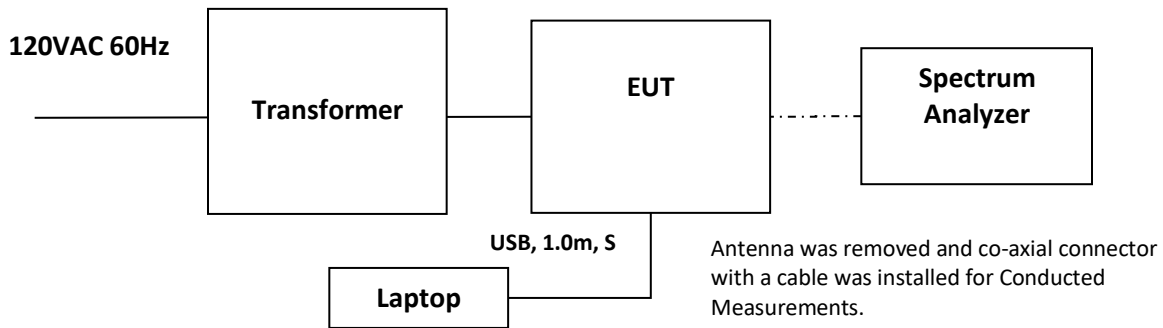 120VAC 60Hz
Transformer
EUT
Spectrum
Analyzer
USB, 1.0m, S
Laptop
Antenna was removed and co-axial connector
with a cable was installed for Conducted
Measurements.